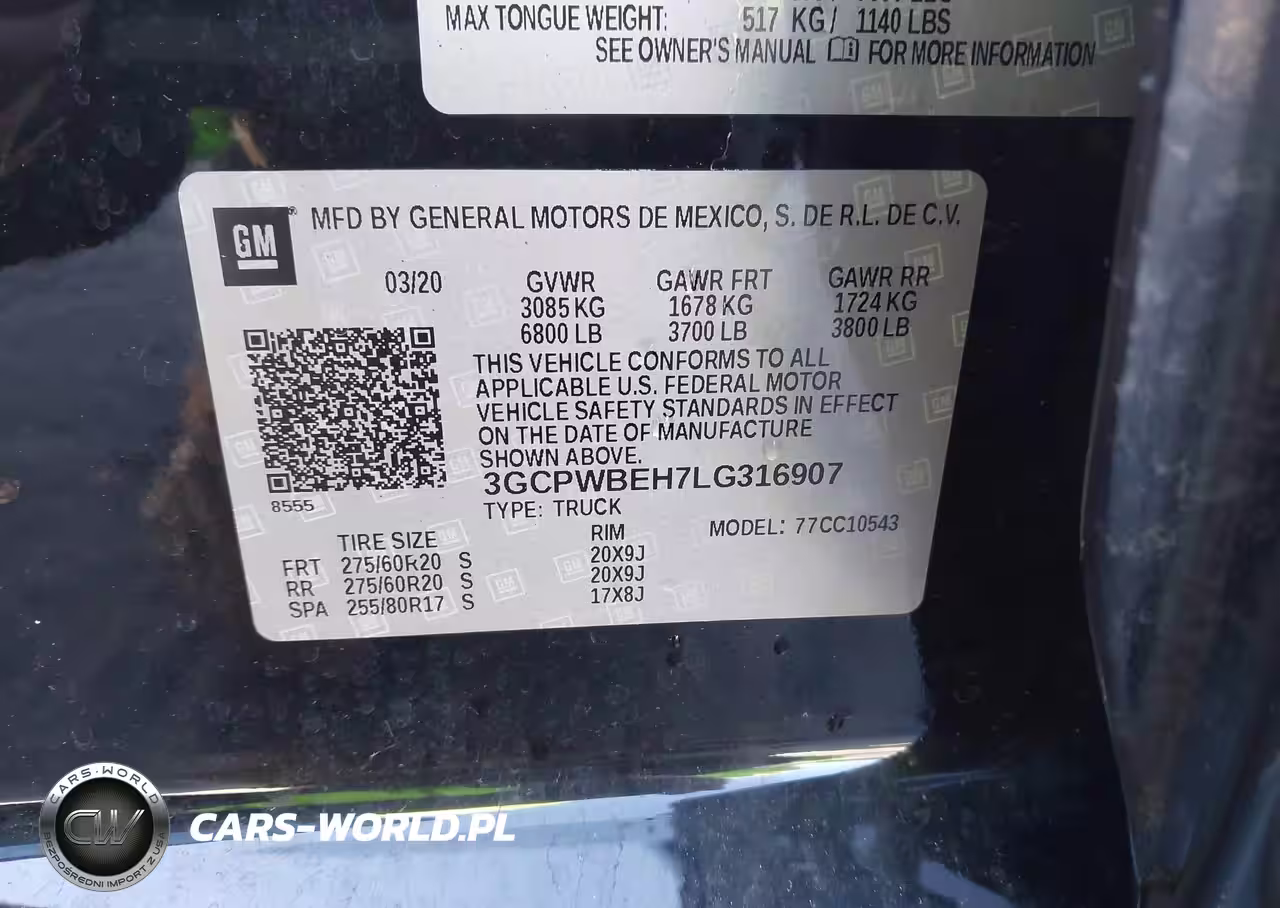 MAX TONGUE WEIGHT: 517 KG/ 1140 LBS
SEE OWNER'S MANUAL FOR MORE INFORMATION
GM
MFD BY GENERAL MOTORS DE MEXICO, S. DE R.L. DE C.V.
03/20 GVWR GAWR FRT GAWR RR
3085 KG 1678 KG 1724 KG
6800 LB 3700 LB 3800 LB
THIS VEHICLE CONFORMS TO ALL
APPLICABLE U.S. FEDERAL MOTOR
VEHICLE SAFETY STANDARDS IN EFFECT
ON THE DATE OF MANUFACTURE
SHOWN ABOVE.
3GCPWBEH7LG316907
8555
TYPE: TRUCK
MODEL: 77CC10543
TIRE SIZE RIM
FRT 275/60R20 S 20X9J
RR 275/60R20 S 20X9J
SPA 255/80R17 S 17X8J
CARS-WORLD
CW
BEZPOŚREDNI IMPORT Z USA
CARS-WORLD.PL